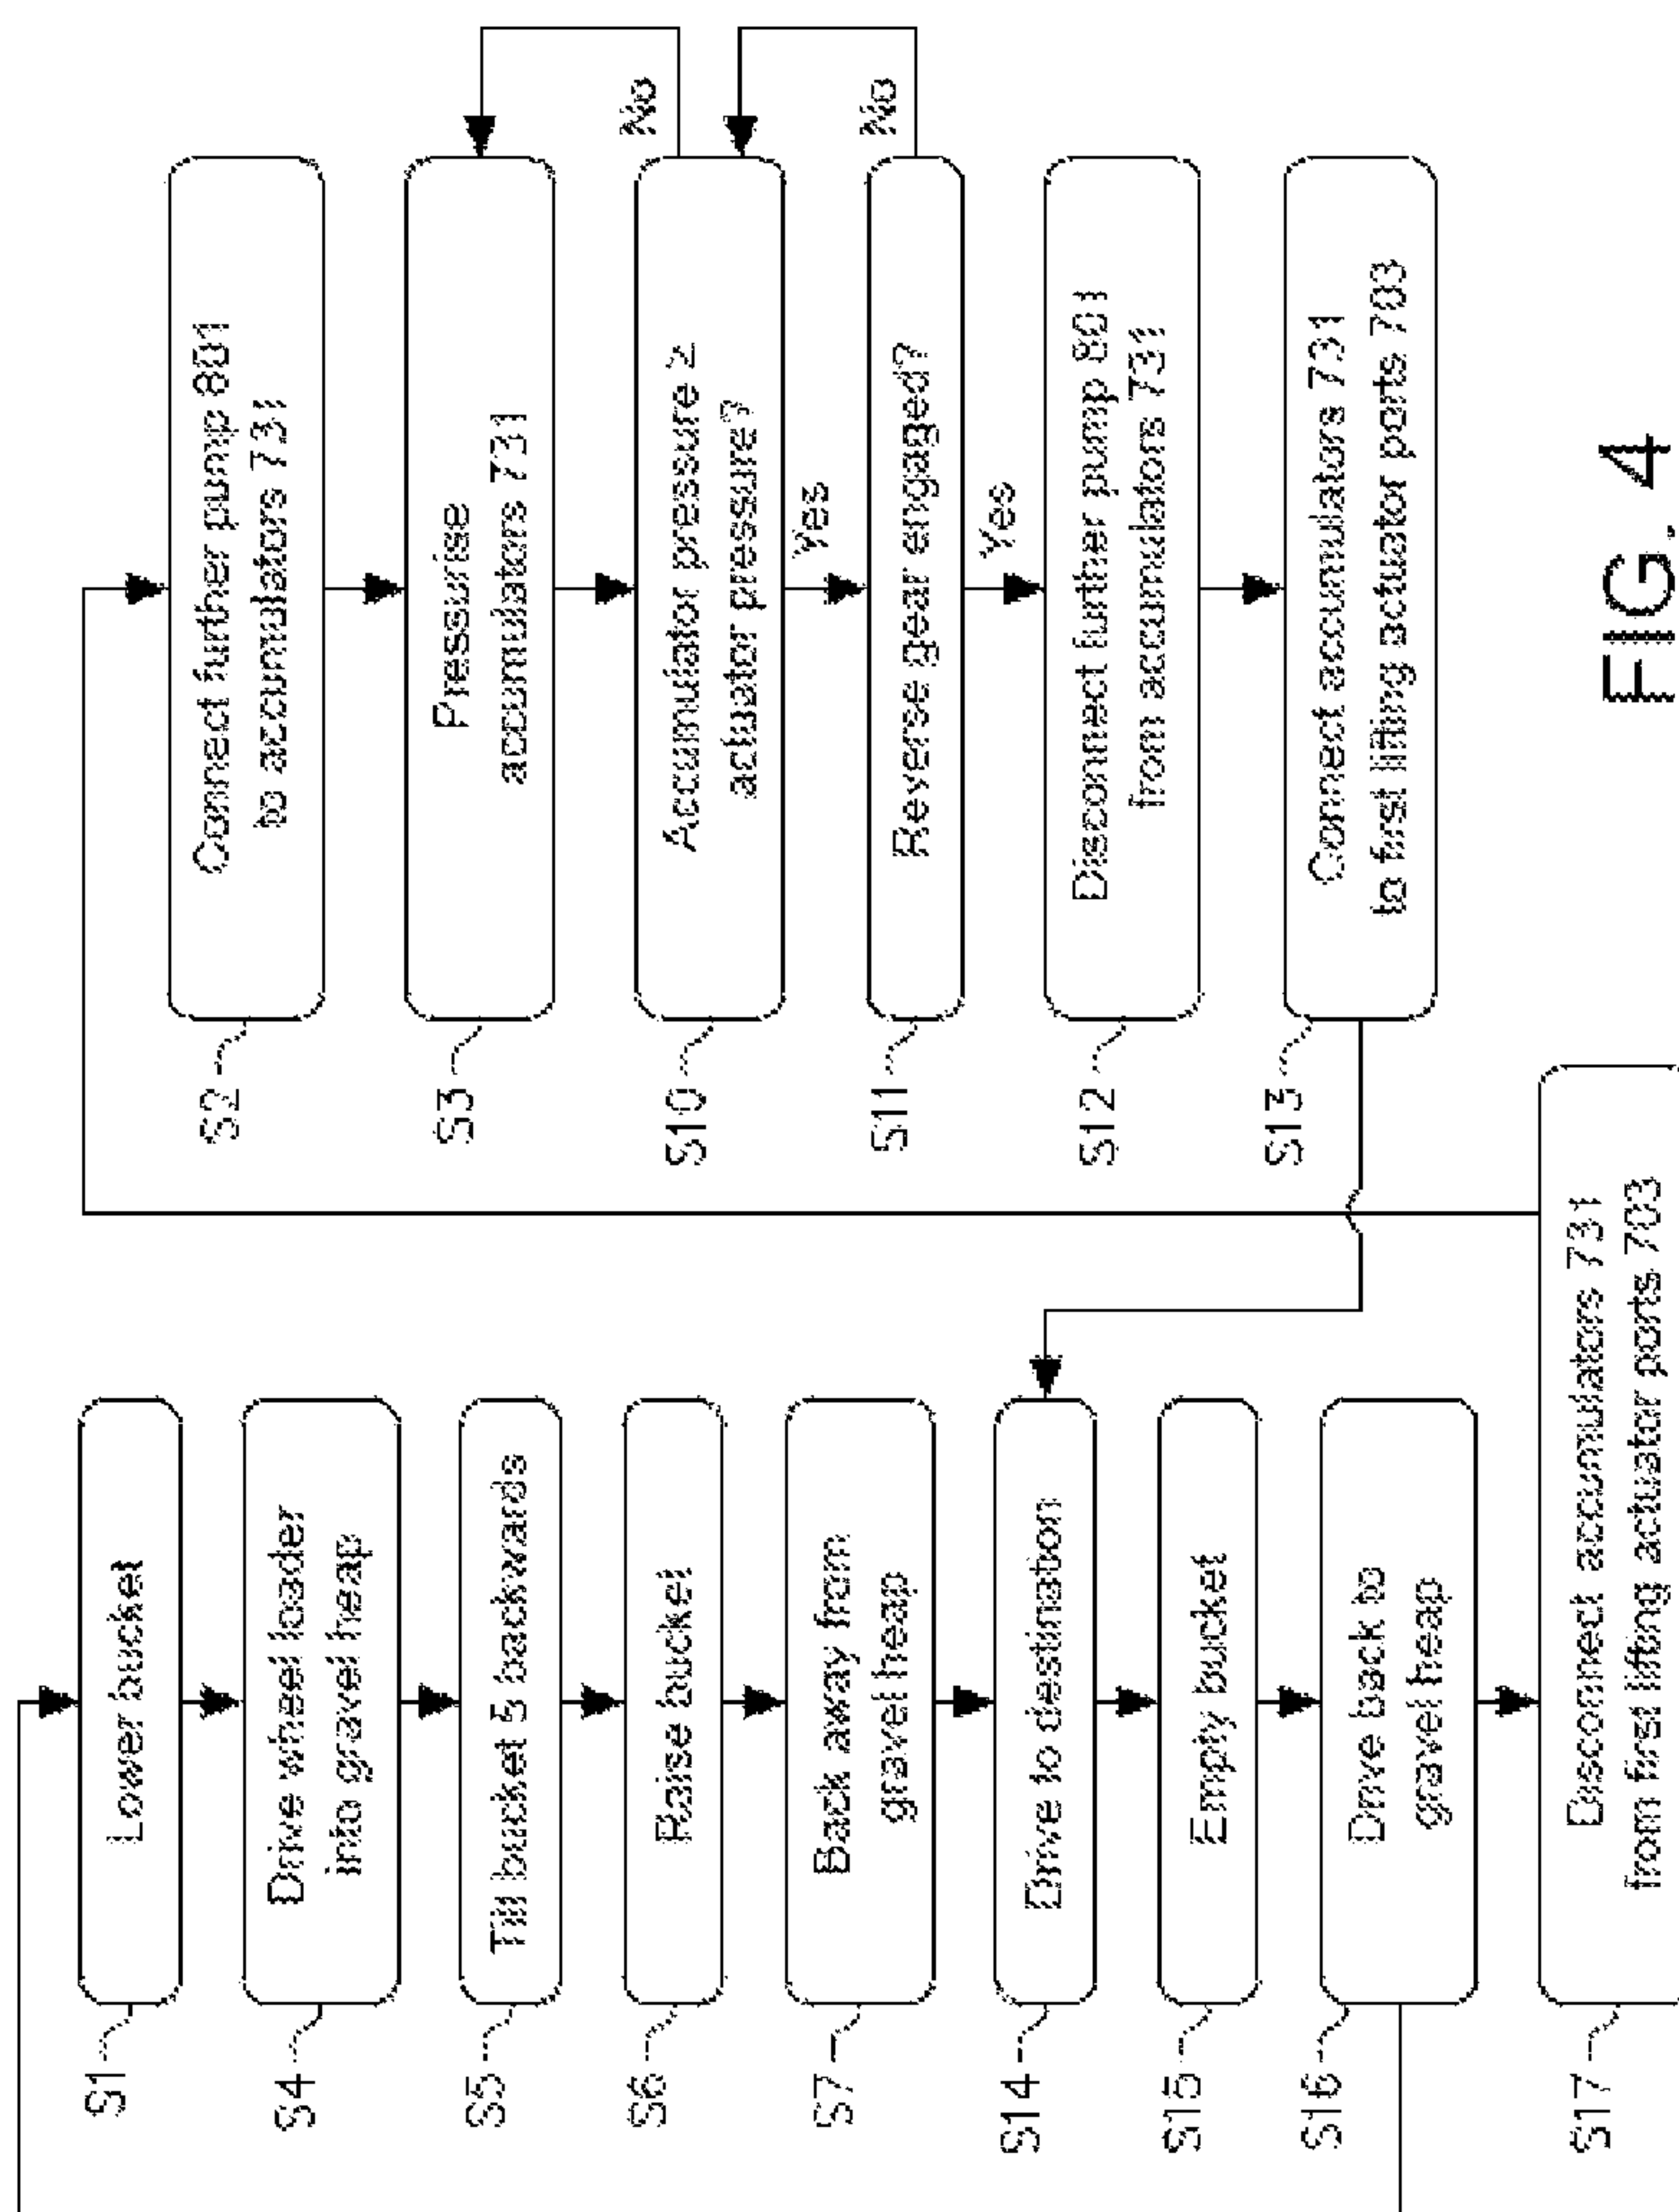 S1
Lower bucket
S4
Drive wheel loader
into gravel heap
S5
Tilt bucket 5 backwards
S6
Raise bucket
S7
Back away from
gravel heap
S14
Drive to destination
S15
Empty bucket
S16
Drive back to
gravel heap
S17
Disconnect accumulators 731
from first lifting actuator ports 703
S2
Connect further pump 801
to accumulators 731
S3
Pressurise
accumulators 731
No
S10
Accumulator pressure ≥
actuator pressure?
Yes
No
S11
Reverse gear engaged?
Yes
S12
Disconnect further pump 801
from accumulators 731
S13
Connect accumulators 731
to first lifting actuator ports 703
FIG. 4